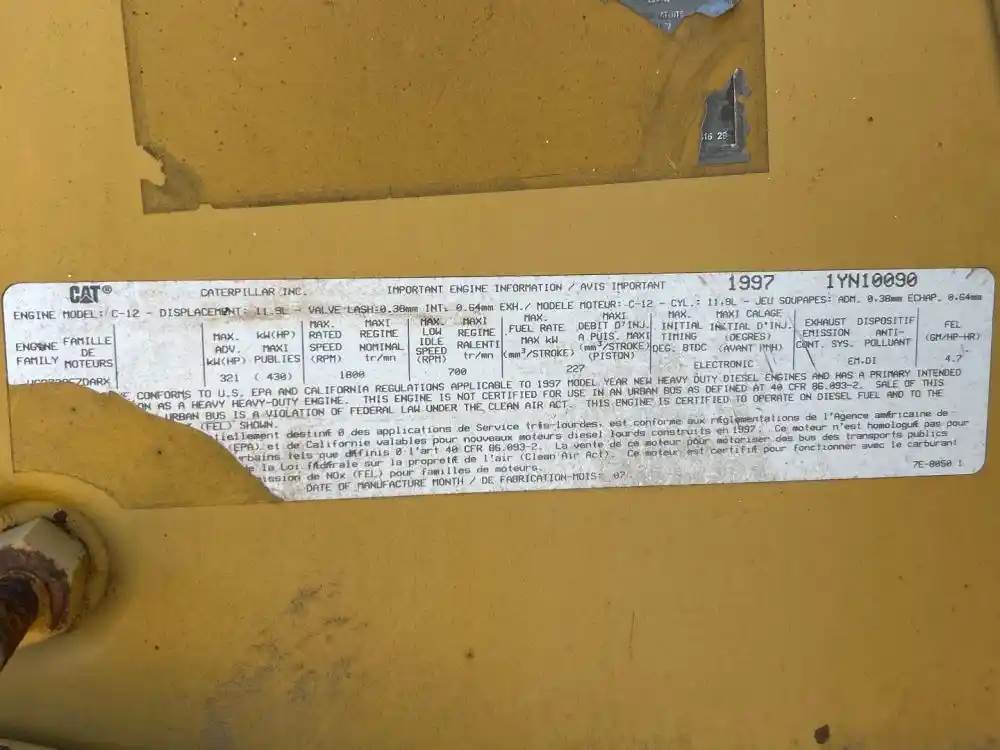 16 29
CAT® CATERPILLAR INC. IMPORTANT ENGINE INFORMATION / AVIS IMPORTANT 1997 1YN10090
ENGINE MODEL: C-12 - DISPLACEMENT: 11.9L - VALVE LASH:0.38mm INT. 0.64mm EXH./ MODELE MOTEUR: C-12 - CYL.: 11.9L - JEU SOUPAPES: ADM. 0.38mm ECHAP. 0.64mm
ENGINE FAMILLE
DE
FAMILY MOTEURS
MAX. kW(HP)
ADV. MAXI
kW(HP) PUBLIES
321 ( 430)
MAX. MAXI
RATED REGIME
SPEED NOMINAL
(RPM) tr/mn
1800
MAX. MAXI
LOW REGIME
IDLE RALENTI
SPEED tr/mn
(RPM)
700
MAX. MAXI
FUEL RATE DEBIT D'INJ.
MAX kW A PUIS. MAXI
(mm³/STROKE) (mm³/STROKE)
(PISTON)
227
MAX. MAXI CALAGE
INITIAL INITIAL D'INJ.
TIMING (DEGRES)
DEG. BTDC (AVANT PMH)
ELECTRONIC
EXHAUST DISPOSITIF
EMISSION ANTI-
CONT. SYS. POLLUANT
EM.DI
FEL
(GM/HP-HR)
4.7
CONFORMS TO U.S. EPA AND CALIFORNIA REGULATIONS APPLICABLE TO 1997 MODEL YEAR NEW HEAVY DUTY DIESEL ENGINES AND HAS A PRIMARY INTENDED
AS A HEAVY HEAVY-DUTY ENGINE. THIS ENGINE IS NOT CERTIFIED FOR USE IN AN URBAN BUS AS DEFINED AT 40 CFR 86.093-2. SALE OF THIS
URBAN BUS IS A VIOLATION OF FEDERAL LAW UNDER THE CLEAN AIR ACT. THIS ENGINE IS CERTIFIED TO OPERATE ON DIESEL FUEL AND TO THE
(FEL) SHOWN.
tiellement destiné à des applications de Service très-lourdes, est conforme aux réglementations de l'Agence américaine de
(EPA) et de Californie valables pour nouveaux moteurs diesel lourds construits en 1997. Ce moteur n'est homologué pas pour
urbains tels que définis à l'art 40 CFR 86.093-2. La vente de ce moteur pour motoriser des bus des transports publics
de la Loi fédérale sur la propreté de l'air (Clean Air Act). Ce moteur est certifié pour fonctionner avec le carburant
ission de NOx (FEL) pour familles de moteurs.
DATE OF MANUFACTURE MONTH / DE FABRICATION-MOIS: 07 7E-8050 1